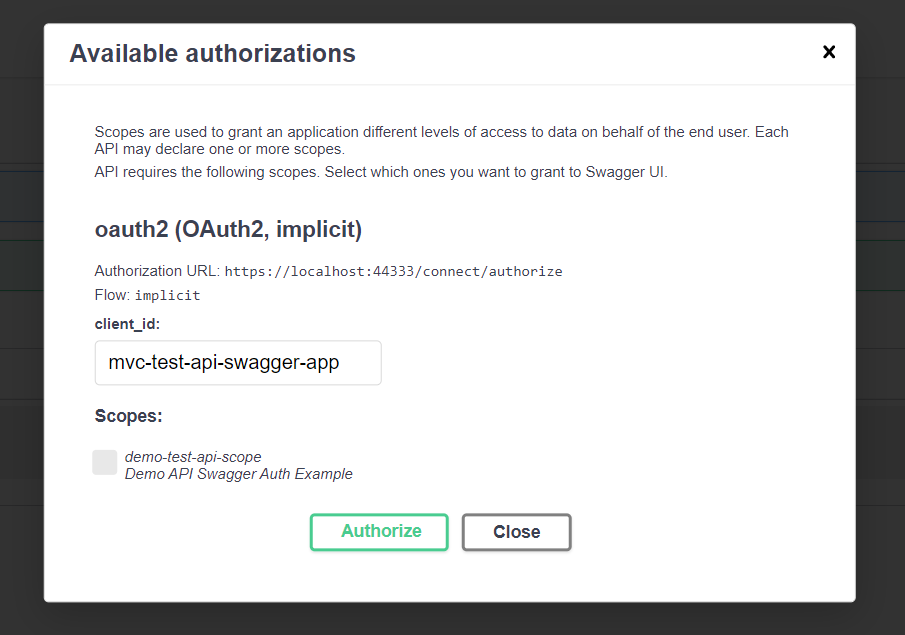 Available authorizations
Scopes are used to grant an application different levels of access to data on behalf of the end user. Each
API may declare one or more scopes.
API requires the following scopes. Select which ones you want to grant to Swagger UI.
oauth2 (OAuth2, implicit)
Authorization URL: https://localhost:44333/connect/authorize
Flow: implicit
client_id:
mvc-test-api-swagger-app
Scopes:
demo-test-api-scope
Demo API Swagger Auth Example
Authorize Close